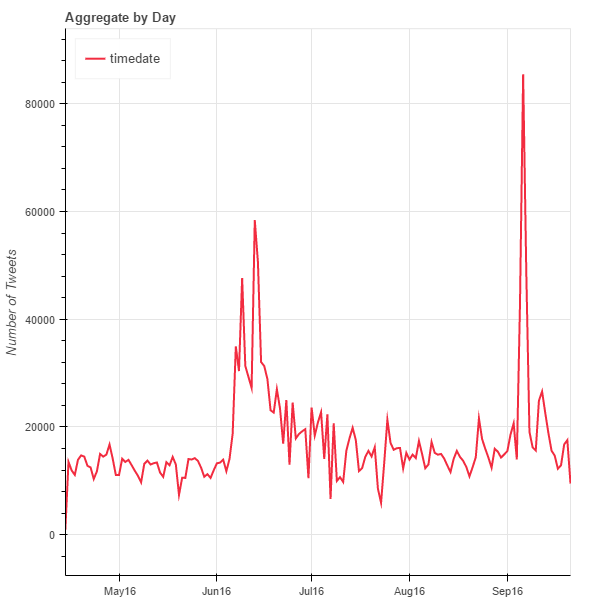 Aggregate by Day
timedate
80000
60000
40000
20000
0
Number of Tweets
May16
Jun16
Jul16
Aug16
Sep16